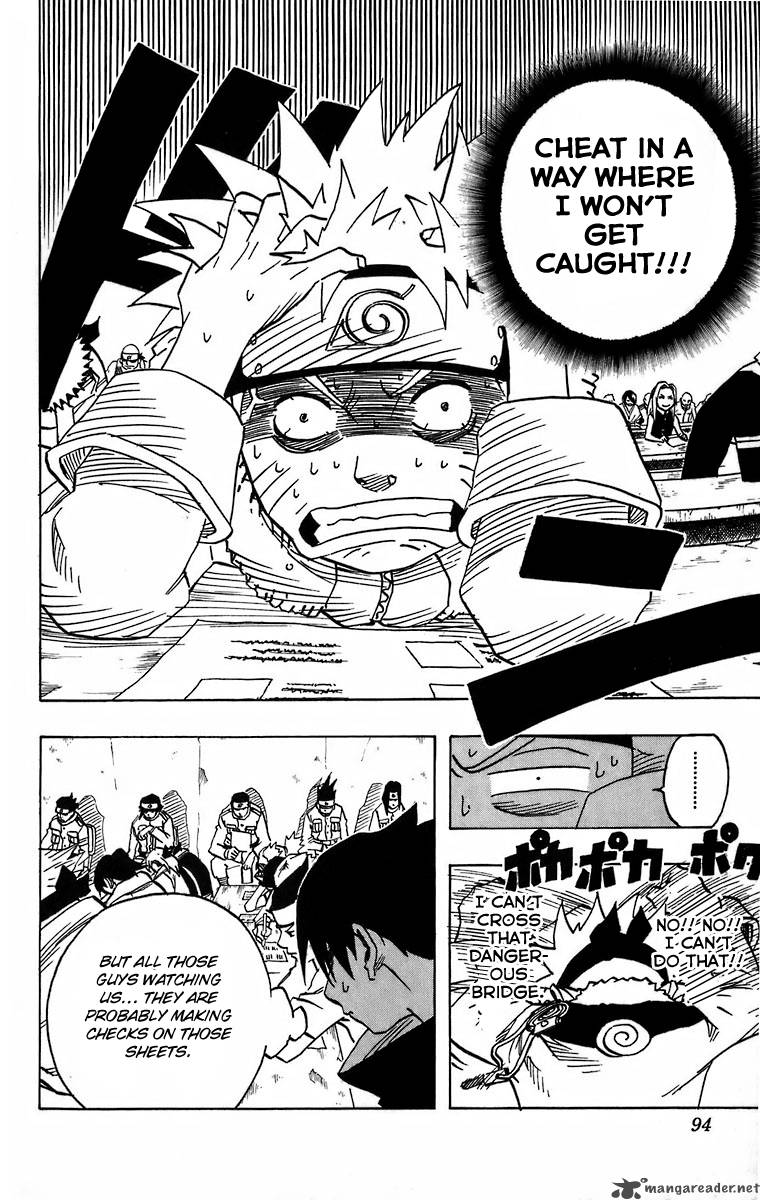 CHEAT IN A
WAY WHERE
I WON'T
GET
CAUGHT!!!
..........
ポカポカポカ
NO!! NO!!
I CAN'T
DO THAT!!
I CAN'T
CROSS
THAT
DANGER-
OUS
BRIDGE.
BUT ALL THOSE
GUYS WATCHING
US... THEY ARE
PROBABLY MAKING
CHECKS ON THOSE
SHEETS.
94
mangareader.net